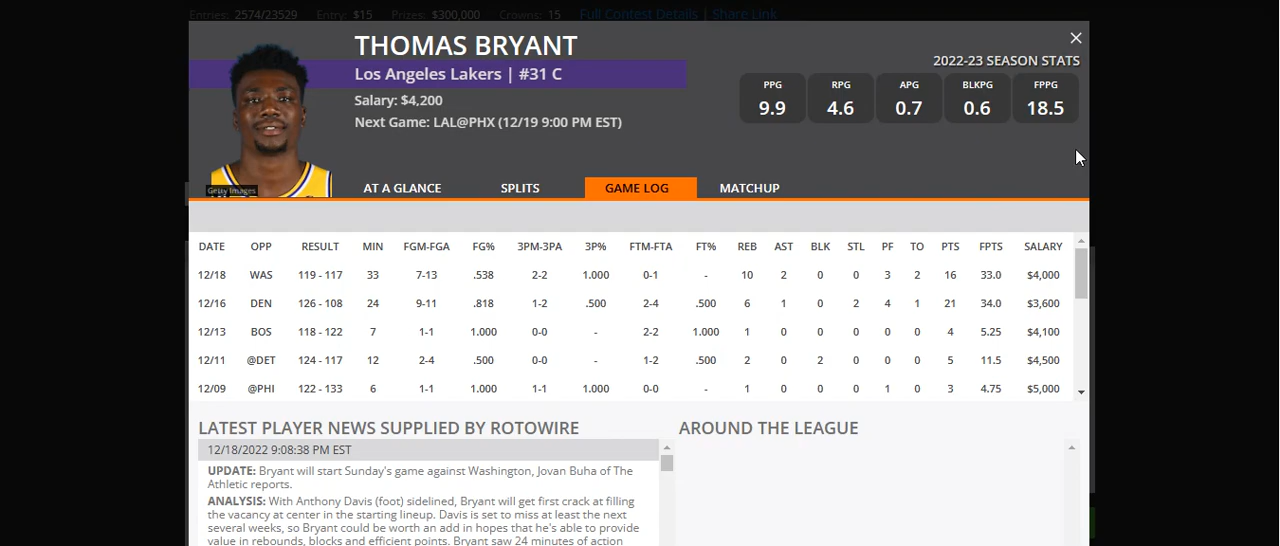 Entries: 2574/23529 Entry: $15 Prizes: $300,000 Crowns: 15 Full Contest Details | Share Link
THOMAS BRYANT
Los Angeles Lakers | #31 C
Salary: $4,200
Next Game: LAL@PHX (12/19 9:00 PM EST)
2022-23 SEASON STATS
PPG RPG APG BLKPG FPPG
9.9 4.6 0.7 0.6 18.5
Getty Images
AT A GLANCE SPLITS GAME LOG MATCHUP
DATE OPP RESULT MIN FGM-FGA FG% 3PM-3PA 3P% FTM-FTA FT% REB AST BLK STL PF TO PTS FPTS SALARY
12/18 WAS 119 - 117 33 7-13 .538 2-2 1.000 0-1 - 10 2 0 0 3 2 16 33.0 $4,000
12/16 DEN 126 - 108 24 9-11 .818 1-2 .500 2-4 .500 6 1 0 2 4 1 21 34.0 $3,600
12/13 BOS 118 - 122 7 1-1 1.000 0-0 - 2-2 1.000 1 0 0 0 0 0 4 5.25 $4,100
12/11 @DET 124 - 117 12 2-4 .500 0-0 - 1-2 .500 2 0 2 0 0 0 5 11.5 $4,500
12/09 @PHI 122 - 133 6 1-1 1.000 1-1 1.000 0-0 - 1 0 0 0 1 0 3 4.75 $5,000
LATEST PLAYER NEWS SUPPLIED BY ROTOWIRE
12/18/2022 9:08:38 PM EST
UPDATE: Bryant will start Sunday's game against Washington, Jovan Buha of The
Athletic reports.
ANALYSIS: With Anthony Davis (foot) sidelined, Bryant will get first crack at filling
the vacancy at center in the starting lineup. Davis is set to miss at least the next
several weeks, so Bryant could be worth an add in hopes that he's able to provide
value in rebounds, blocks and efficient points. Bryant saw 24 minutes of action
AROUND THE LEAGUE